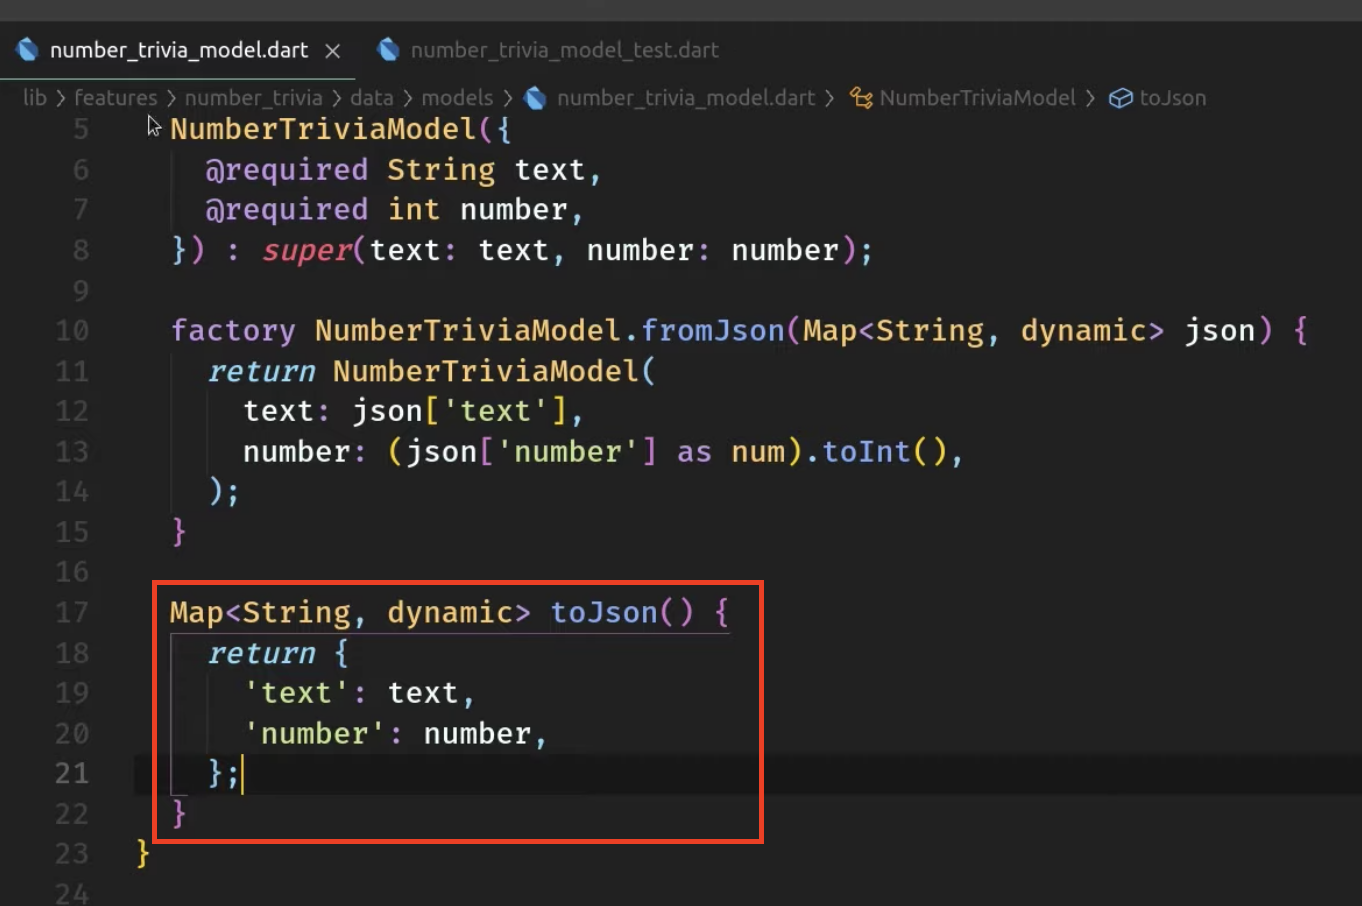 number_trivia_model.dart number_trivia_model_test.dart
lib > features > number_trivia > data > models > number_trivia_model.dart > NumberTriviaModel > toJson
5 NumberTriviaModel({
6 @required String text,
7 @required int number,
8 }) : super(text: text, number: number);
9
10 factory NumberTriviaModel.fromJson(Map<String, dynamic> json) {
11 return NumberTriviaModel(
12 text: json['text'],
13 number: (json['number'] as num).toInt(),
14 );
15 }
16
17 Map<String, dynamic> toJson() {
18 return {
19 'text': text,
20 'number': number,
21 };
22 }
23 }
24